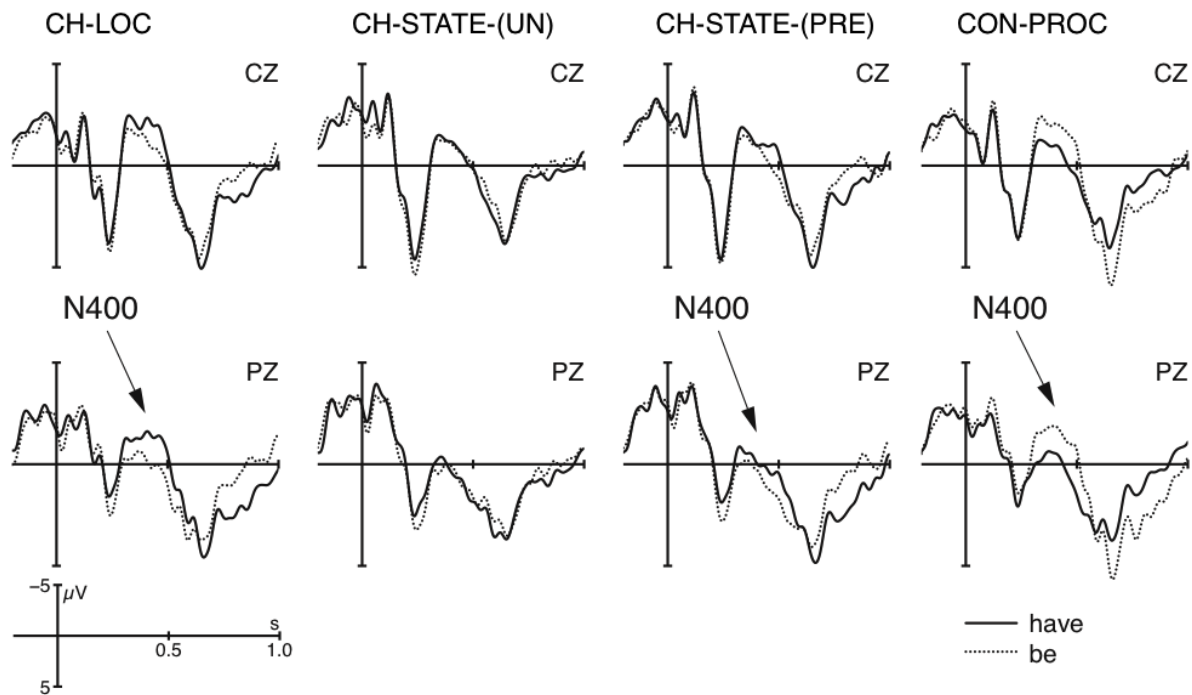 CH-LOC
CH-STATE-(UN)
CH-STATE-(PRE)
CON-PROC
CZ
CZ
CZ
CZ
N400
N400
N400
PZ
PZ
PZ
PZ
−5
μV
s
0.5
1.0
5
have
be